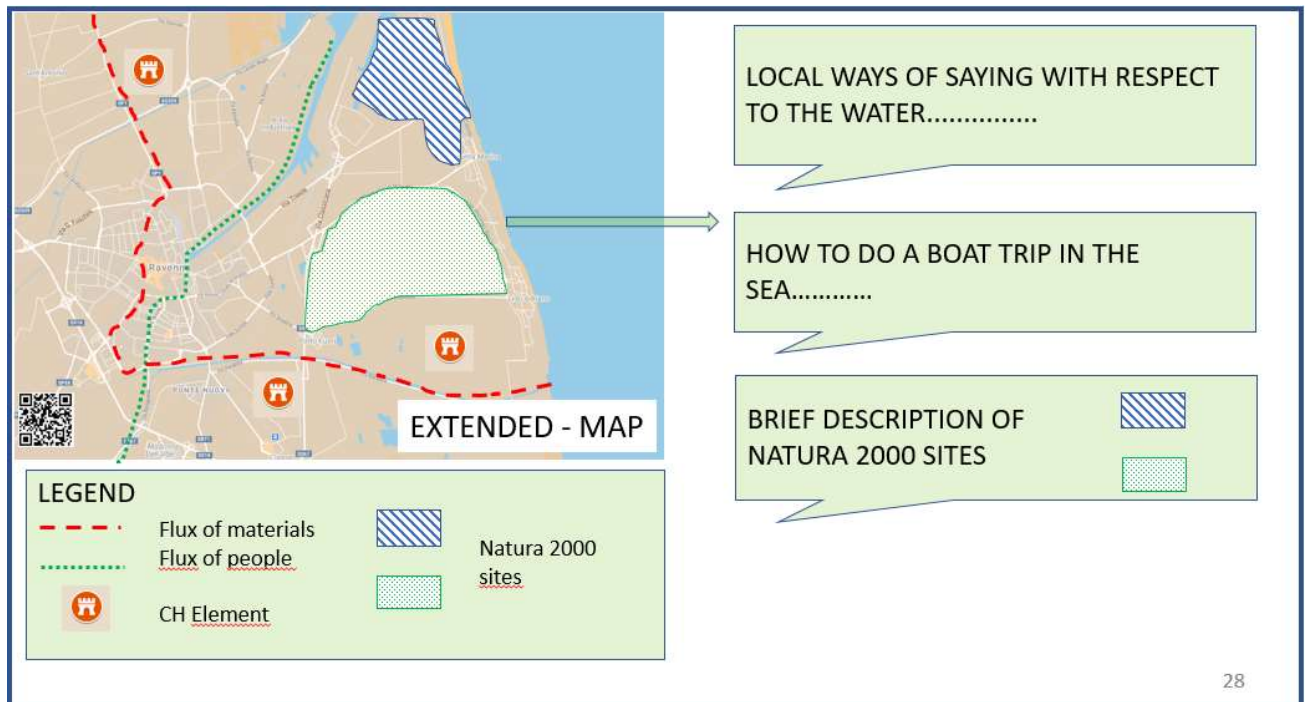 Ravenna
PONTE NUOVO
EXTENDED - MAP
LEGEND
Flux of materials
Flux of people
CH Element
Natura 2000
sites
LOCAL WAYS OF SAYING WITH RESPECT
TO THE WATER...............
HOW TO DO A BOAT TRIP IN THE
SEA............
BRIEF DESCRIPTION OF
NATURA 2000 SITES
28